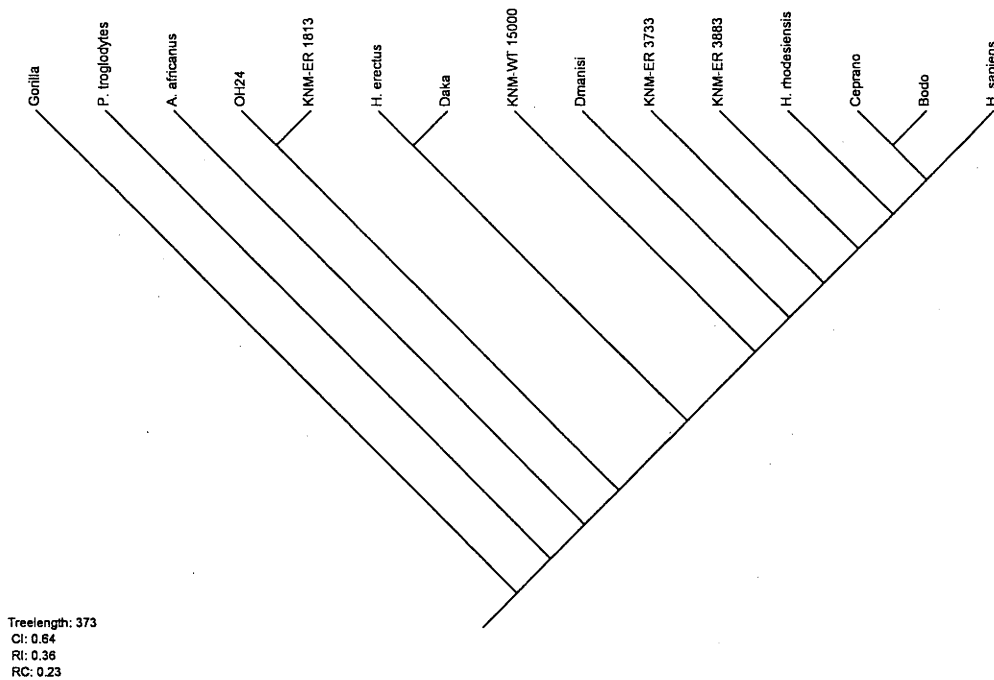 Gorilla
P. troglodytes
A. africanus
OH24
KNM-ER 1813
H. erectus
Daka
KNM-WT 15000
Dmanisi
KNM-ER 3733
KNM-ER 3883
H. rhodesiensis
Ceprano
Bodo
H. sapiens
Treelength: 373
CI: 0.64
RI: 0.36
RC: 0.23